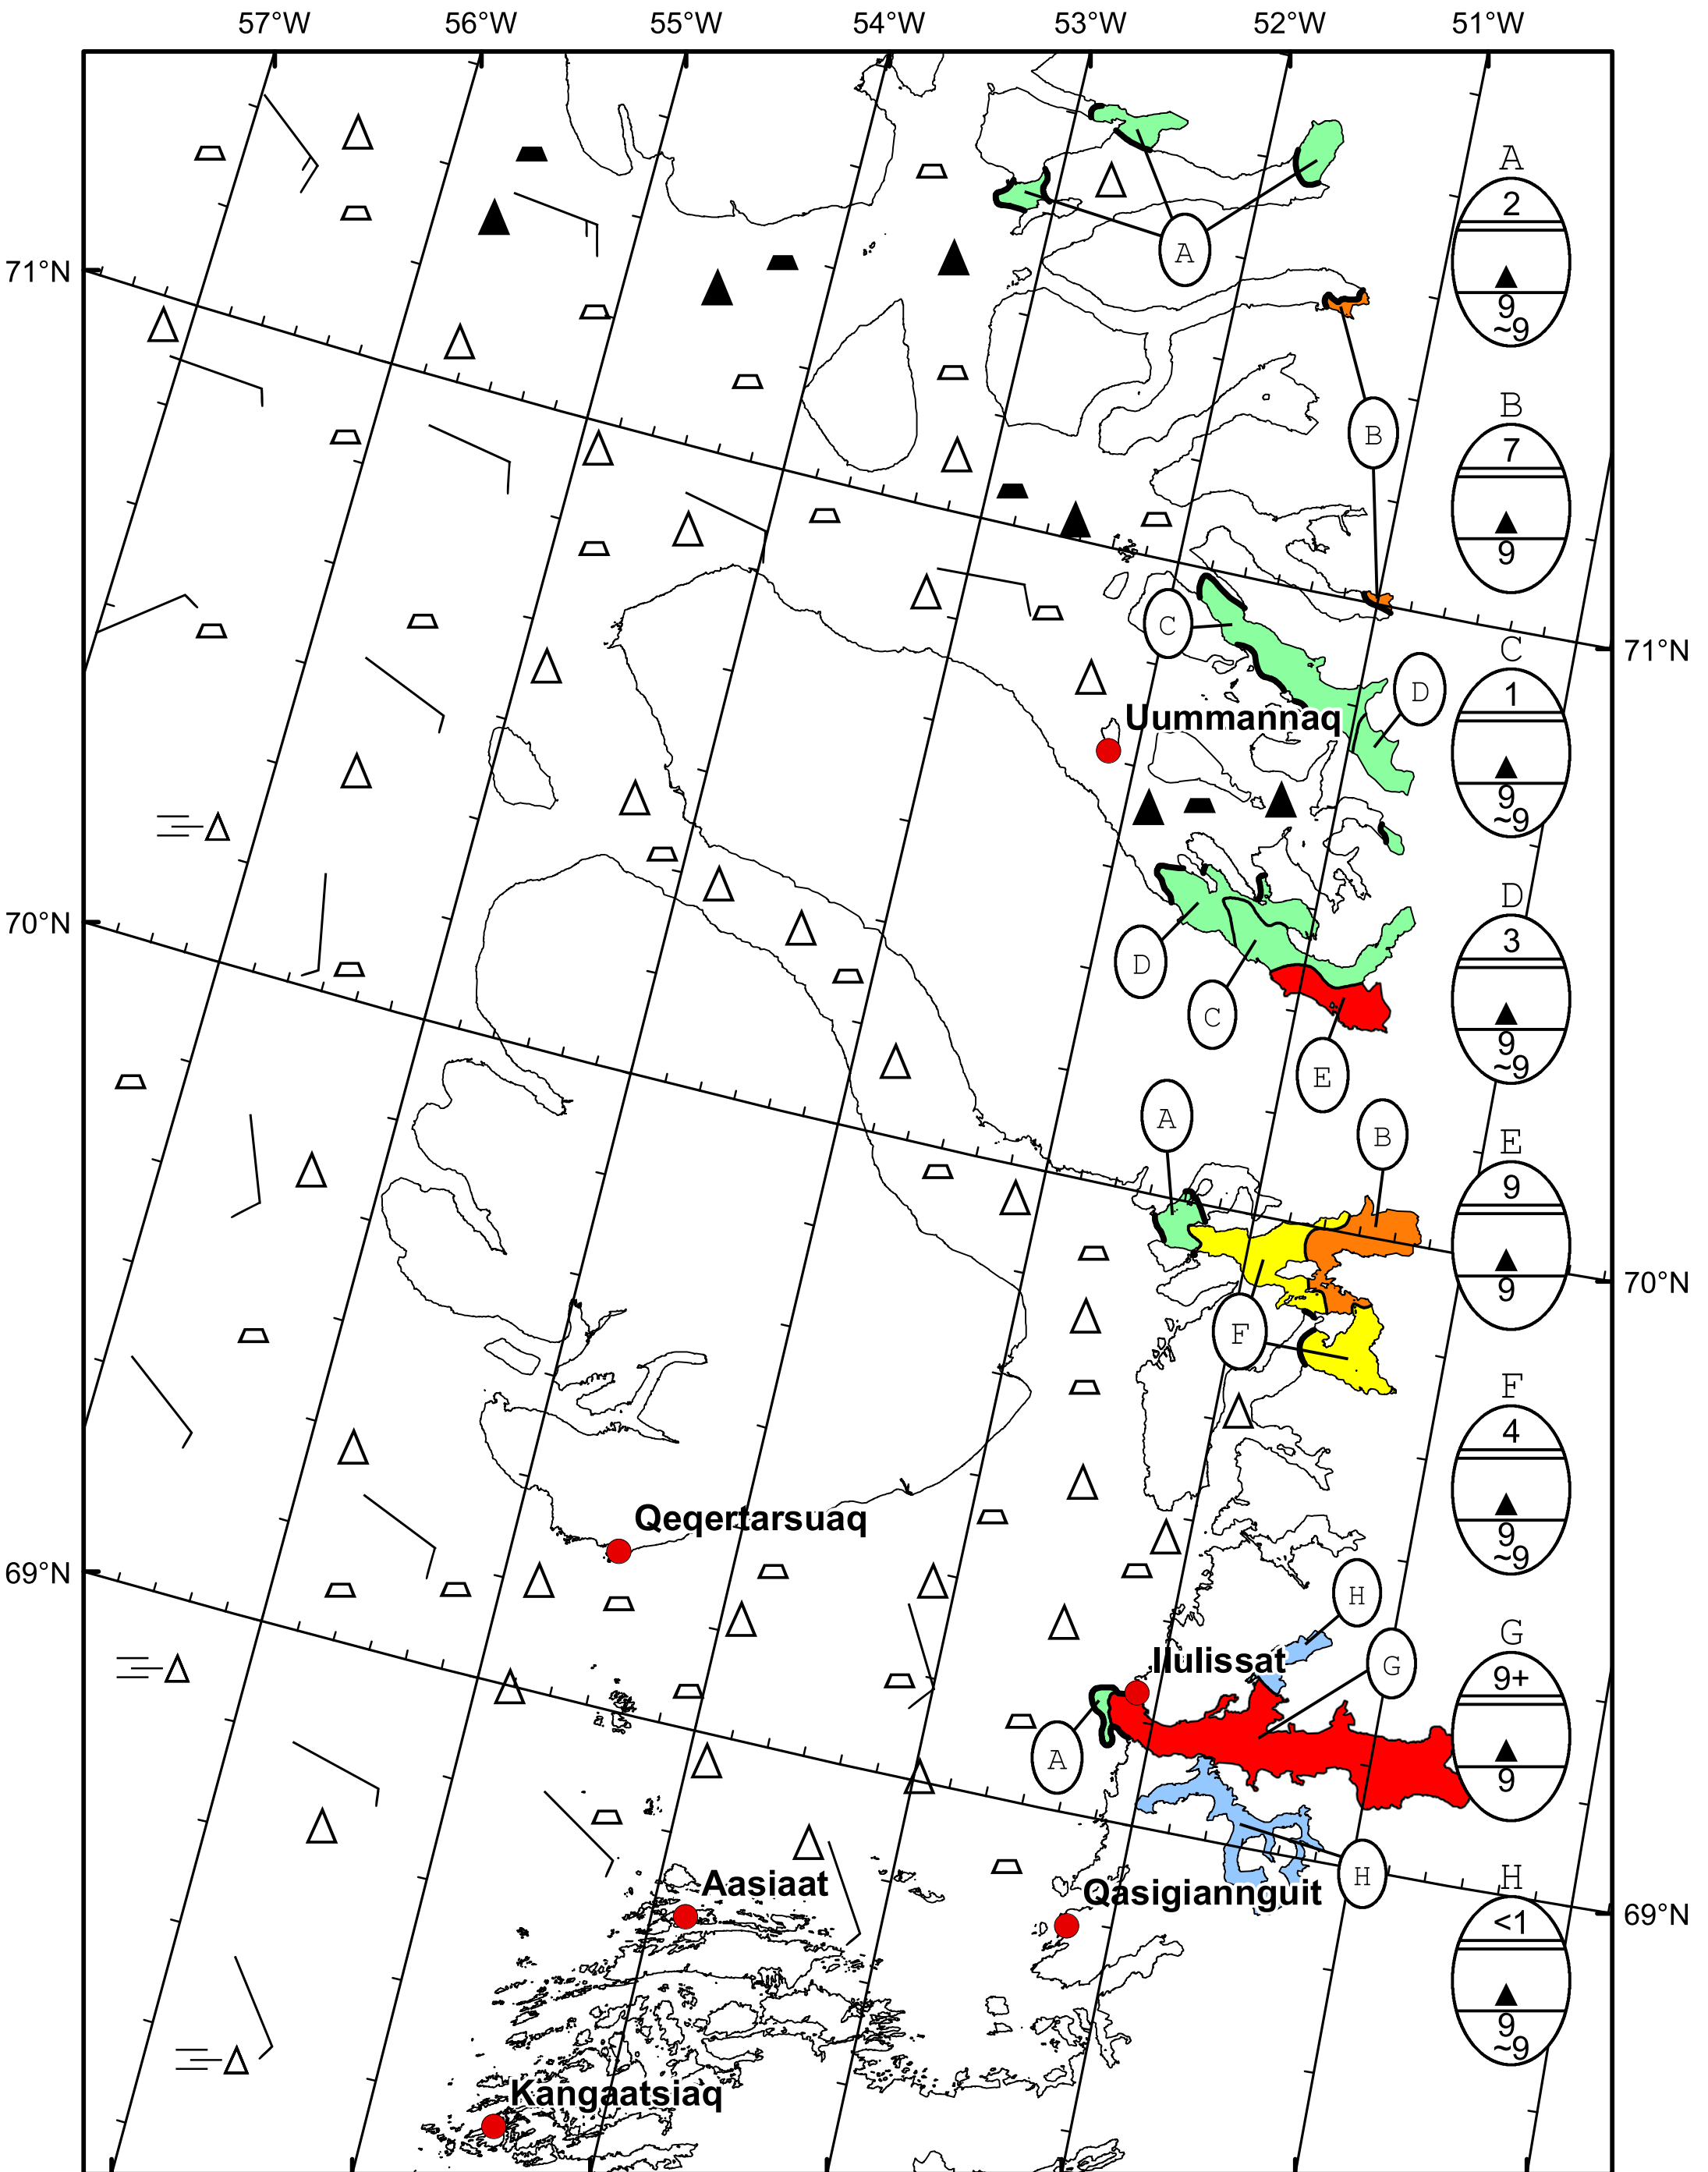 57°W 56°W 55°W 54°W 53°W 52°W 51°W
A
2
▲
9
~9
A
71°N
B
7
▲
9
B
C
71°N
C
1
▲
9
~9
D
Uummannaq
D
3
▲
9
~9
70°N
D
C
E
A
B
E
9
▲
9
70°N
F
F
4
▲
9
~9
Qeqertarsuaq
69°N
H
Ilulissat
G
G
9+
▲
9
A
H
Aasiaat
Qasigiannguit
69°N
H
<1
▲
9
~9
Kangaatsiaq